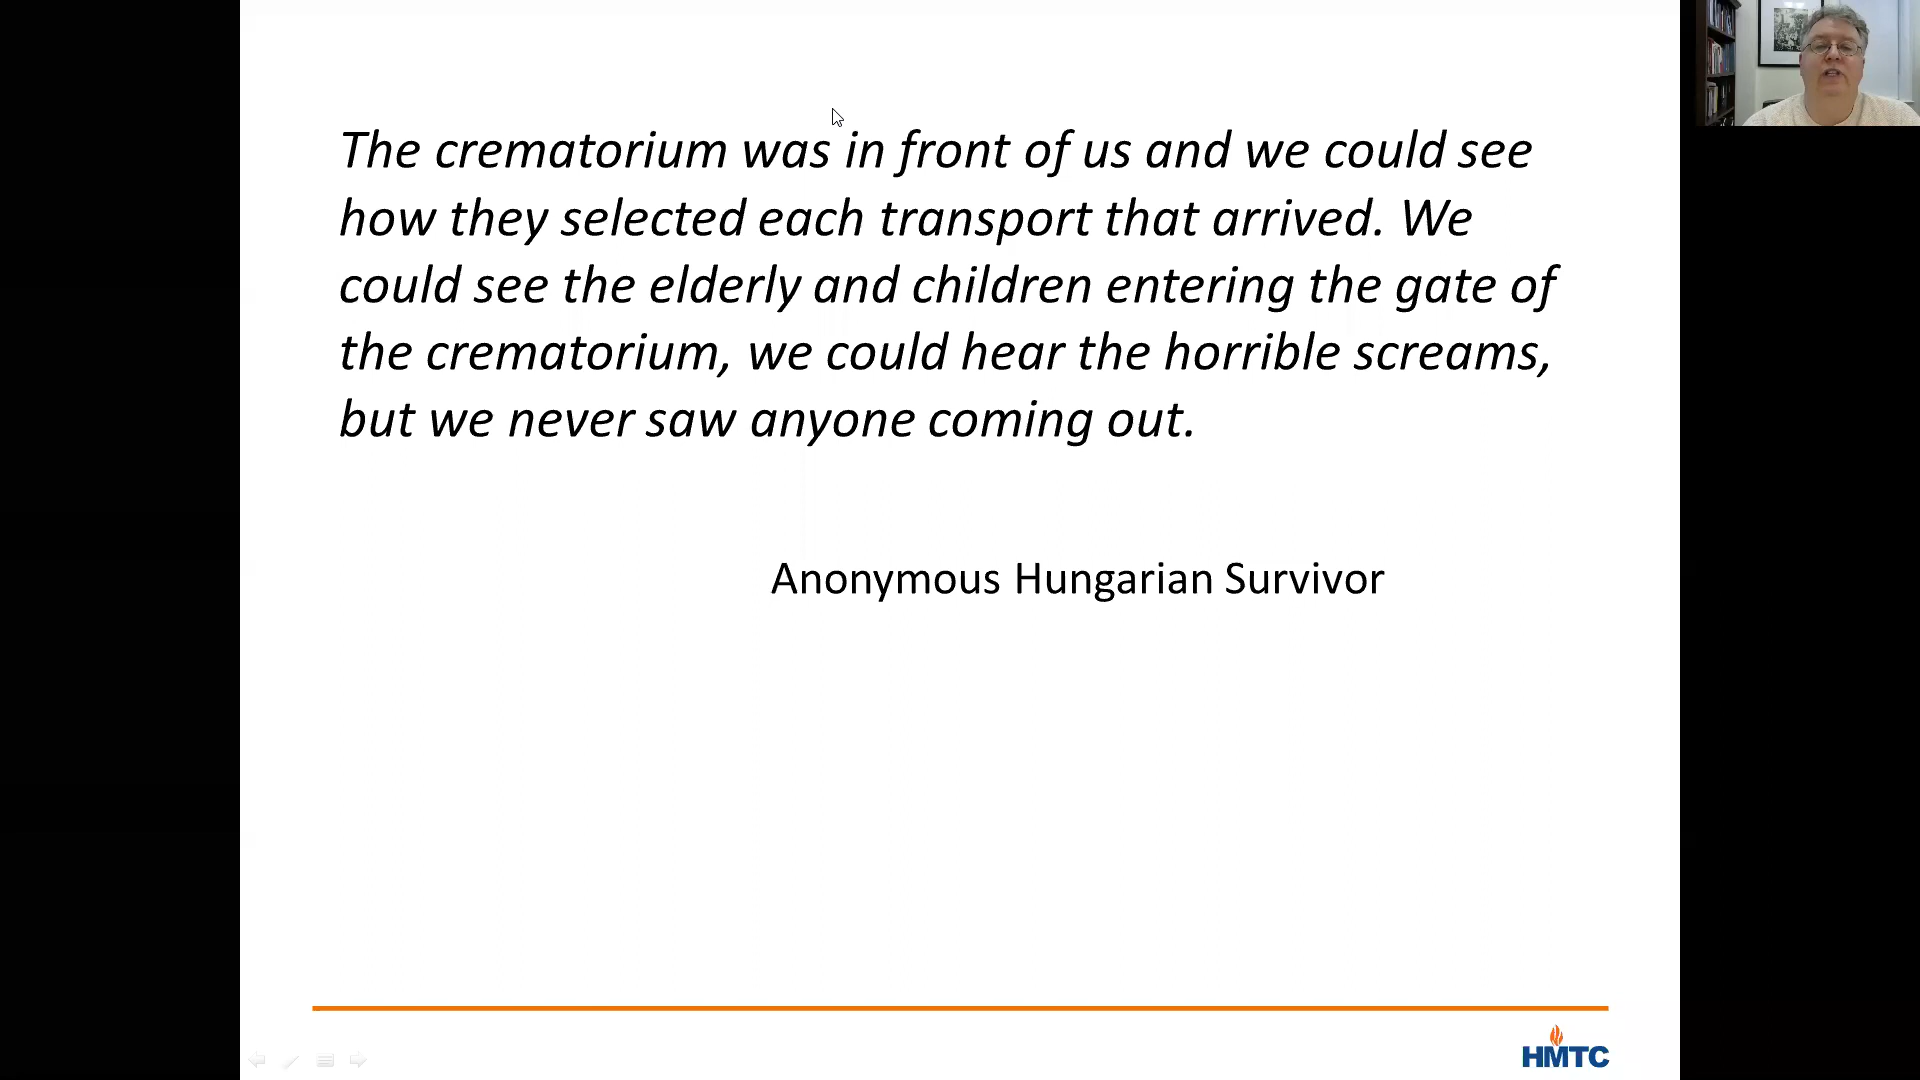 The crematorium was in front of us and we could see
how they selected each transport that arrived. We
could see the elderly and children entering the gate of
the crematorium, we could hear the horrible screams,
but we never saw anyone coming out.
Anonymous Hungarian Survivor
HMTC